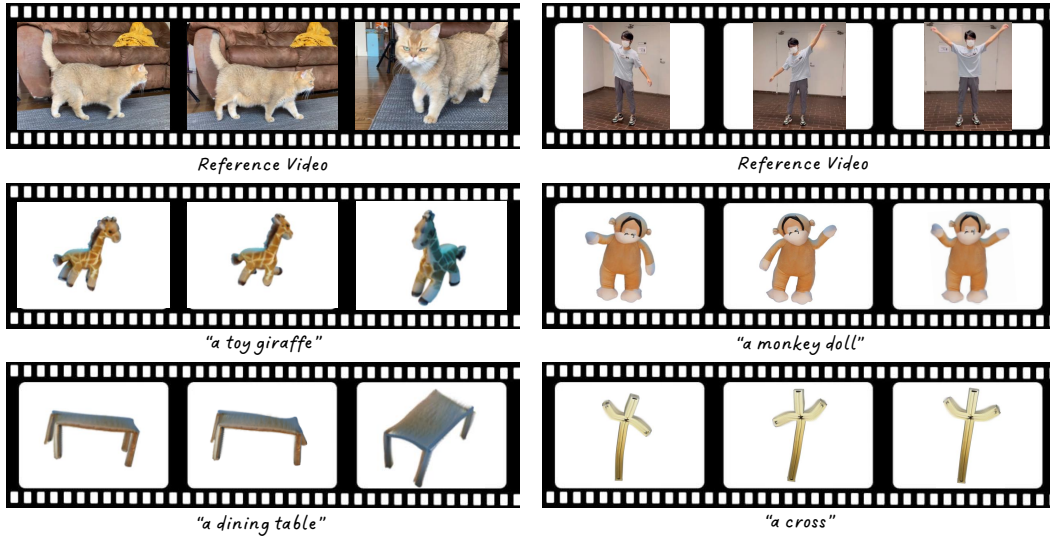 Reference Video
Reference Video
"a toy giraffe"
"a monkey doll"
"a dining table"
"a cross"